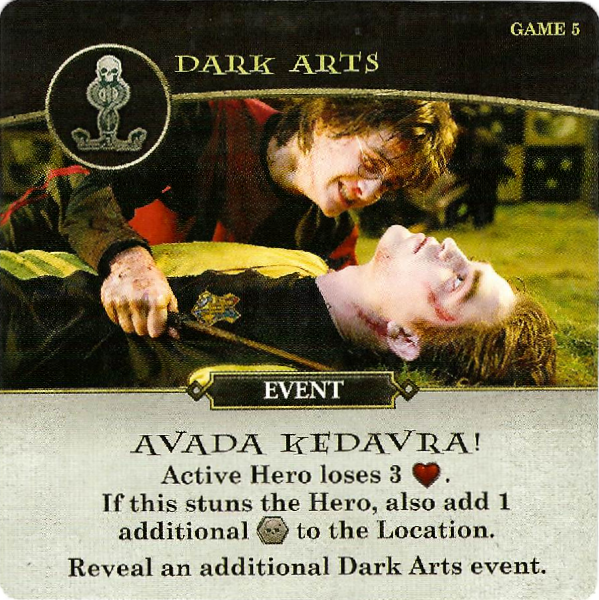 GAME 5
DARK ARTS
EVENT
AVADA KEDAVRA!
Active Hero loses 3 .
If this stuns the Hero, also add 1
additional to the Location.
Reveal an additional Dark Arts event.